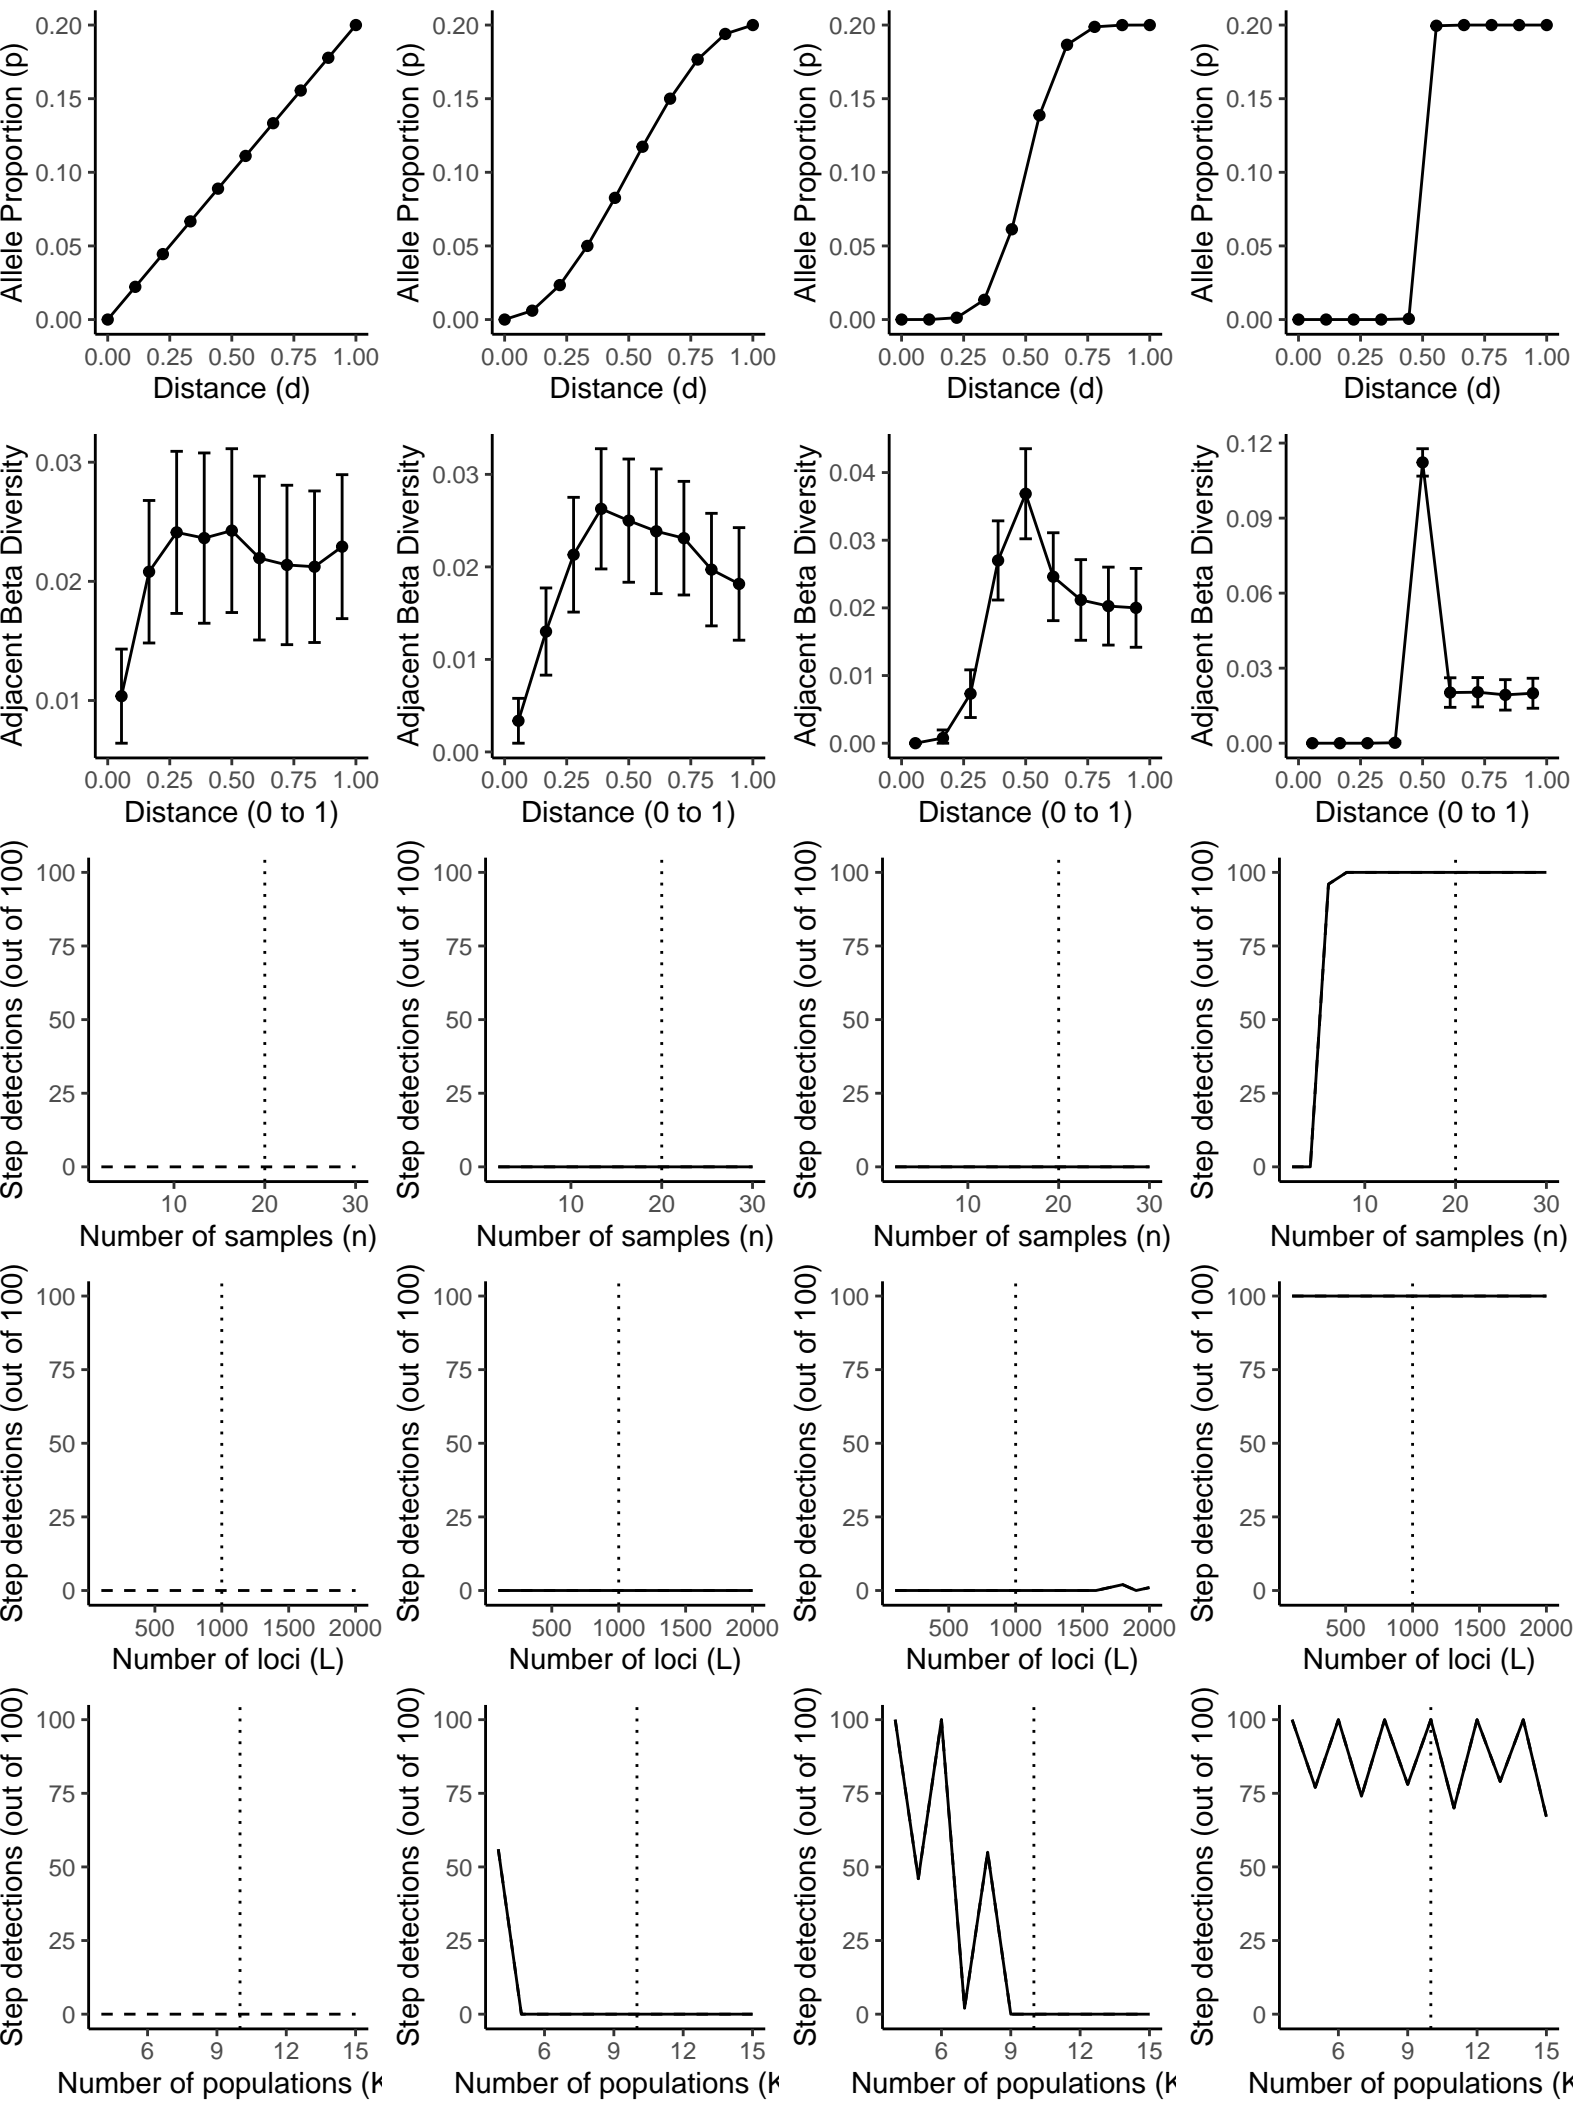 Allele Proportion (p)
0.20
0.15
0.10
0.05
0.00
0.00 0.25 0.50 0.75 1.00
Distance (d)
Allele Proportion (p)
0.20
0.15
0.10
0.05
0.00
0.00 0.25 0.50 0.75 1.00
Distance (d)
Allele Proportion (p)
0.20
0.15
0.10
0.05
0.00
0.00 0.25 0.50 0.75 1.00
Distance (d)
Allele Proportion (p)
0.20
0.15
0.10
0.05
0.00
0.00 0.25 0.50 0.75 1.00
Distance (d)
Adjacent Beta Diversity
0.03
0.02
0.01
0.00 0.25 0.50 0.75 1.00
Distance (0 to 1)
Adjacent Beta Diversity
0.03
0.02
0.01
0.00
0.00 0.25 0.50 0.75 1.00
Distance (0 to 1)
Adjacent Beta Diversity
0.04
0.03
0.02
0.01
0.00
0.00 0.25 0.50 0.75 1.00
Distance (0 to 1)
Adjacent Beta Diversity
0.12
0.09
0.06
0.03
0.00
0.00 0.25 0.50 0.75 1.00
Distance (0 to 1)
Step detections (out of 100)
100
75
50
25
0
10 20 30
Number of samples (n)
Step detections (out of 100)
100
75
50
25
0
10 20 30
Number of samples (n)
Step detections (out of 100)
100
75
50
25
0
10 20 30
Number of samples (n)
Step detections (out of 100)
100
75
50
25
0
10 20 30
Number of samples (n)
Step detections (out of 100)
100
75
50
25
0
500 1000 1500 2000
Number of loci (L)
Step detections (out of 100)
100
75
50
25
0
500 1000 1500 2000
Number of loci (L)
Step detections (out of 100)
100
75
50
25
0
500 1000 1500 2000
Number of loci (L)
Step detections (out of 100)
100
75
50
25
0
500 1000 1500 2000
Number of loci (L)
Step detections (out of 100)
100
75
50
25
0
6 9 12 15
Number of populations (K
Step detections (out of 100)
100
75
50
25
0
6 9 12 15
Number of populations (K
Step detections (out of 100)
100
75
50
25
0
6 9 12 15
Number of populations (K
Step detections (out of 100)
100
75
50
25
0
6 9 12 15
Number of populations (K